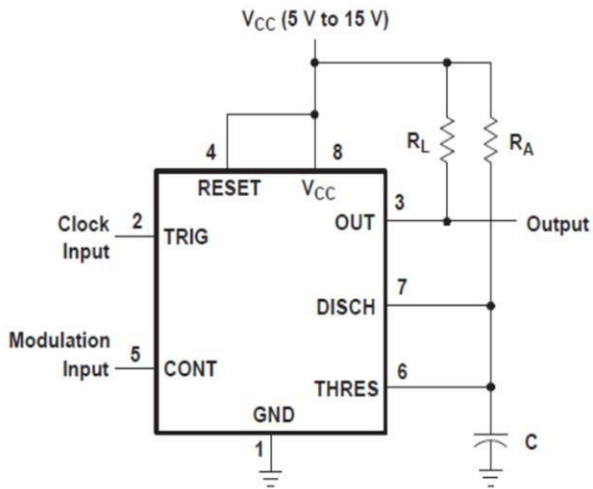 VCC (5 V to 15 V)
RL
RA
4
8
RESET
VCC
3
OUT
Output
Clock
Input
2
TRIG
7
DISCH
Modulation
Input
5
CONT
6
THRES
GND
1
C